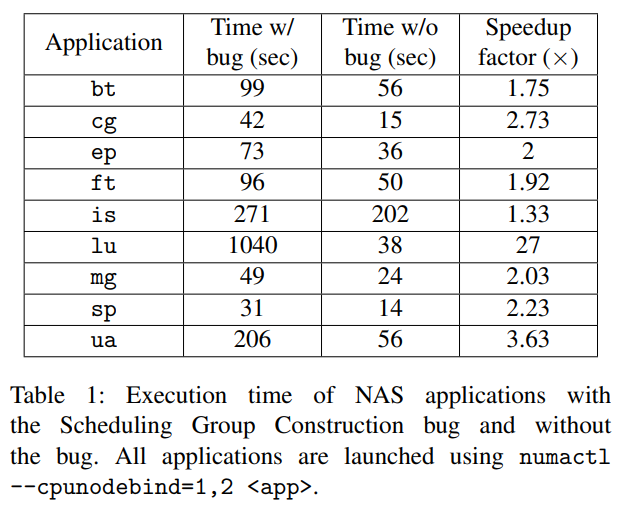 Application Time w/ bug (sec) Time w/o bug (sec) Speedup factor (×)
bt 99 56 1.75
cg 42 15 2.73
ep 73 36 2
ft 96 50 1.92
is 271 202 1.33
lu 1040 38 27
mg 49 24 2.03
sp 31 14 2.23
ua 206 56 3.63
Table 1: Execution time of NAS applications with
the Scheduling Group Construction bug and without
the bug. All applications are launched using numactl
--cpunodebind=1,2 <app>.